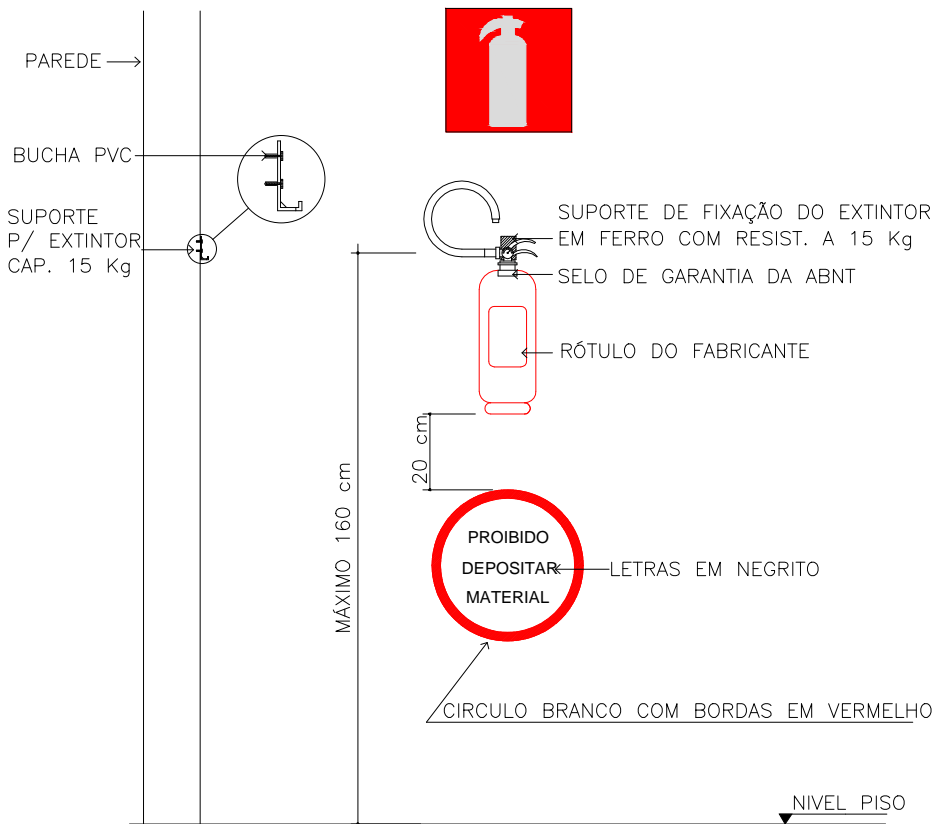 PAREDE
BUCHA PVC
SUPORTE
P/ EXTINTOR
CAP. 15 Kg
SUPORTE DE FIXAÇÃO DO EXTINTOR
EM FERRO COM RESIST. A 15 Kg
SELO DE GARANTIA DA ABNT
RÓTULO DO FABRICANTE
20 cm
MÁXIMO 160 cm
PROIBIDO
DEPOSITAR
MATERIAL
LETRAS EM NEGRITO
CIRCULO BRANCO COM BORDAS EM VERMELHO
NIVEL PISO